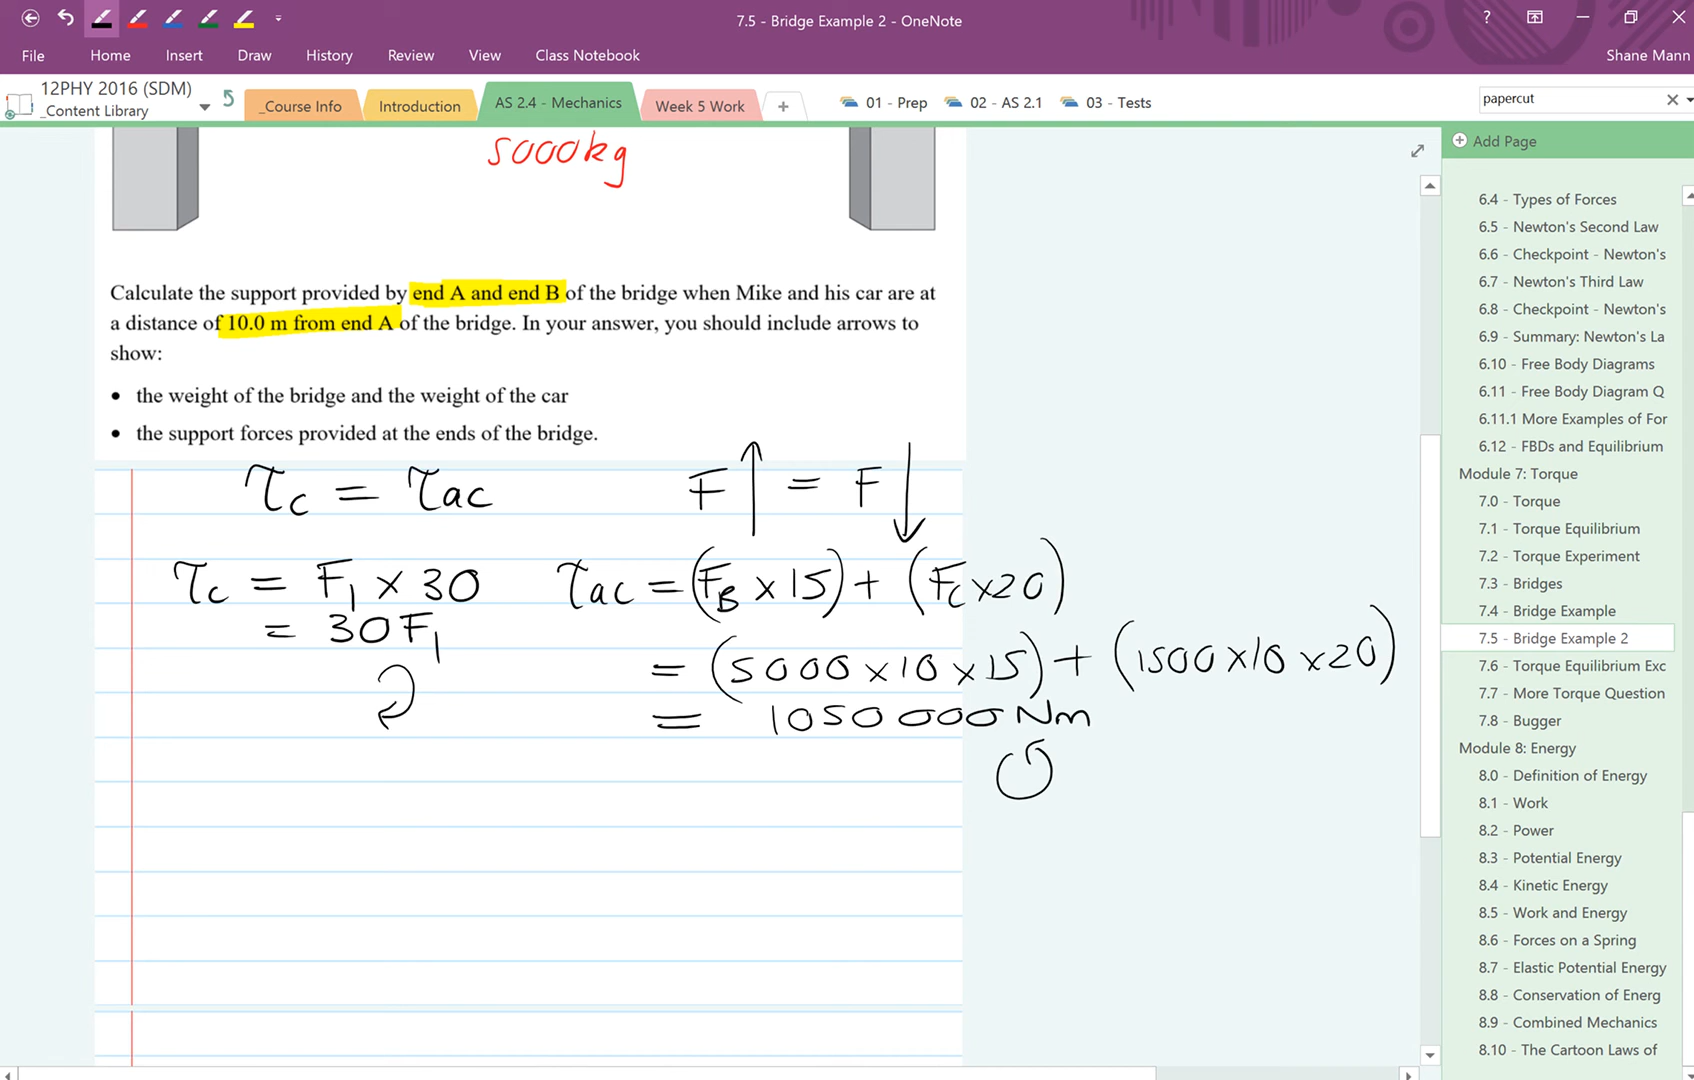 7.5 - Bridge Example 2 - OneNote
?
File Home Insert Draw History Review View Class Notebook
Shane Mann
12PHY 2016 (SDM)
_Content Library
_Course Info
Introduction
AS 2.4 - Mechanics
Week 5 Work
+
01 - Prep
02 - AS 2.1
03 - Tests
papercut
5000kg
Calculate the support provided by end A and end B of the bridge when Mike and his car are at
a distance of 10.0 m from end A of the bridge. In your answer, you should include arrows to
show:
• the weight of the bridge and the weight of the car
• the support forces provided at the ends of the bridge.
τc = τac F↑ = F↓
τc = F1 × 30 τac = (FB × 15) + (Fc × 20)
= 30F1
= (5000 × 10 × 15) + (1500 × 10 × 20)
= 1050 000 Nm
Add Page
6.4 - Types of Forces
6.5 - Newton's Second Law
6.6 - Checkpoint - Newton's
6.7 - Newton's Third Law
6.8 - Checkpoint - Newton's
6.9 - Summary: Newton's La
6.10 - Free Body Diagrams
6.11 - Free Body Diagram Q
6.11.1 More Examples of For
6.12 - FBDs and Equilibrium
Module 7: Torque
7.0 - Torque
7.1 - Torque Equilibrium
7.2 - Torque Experiment
7.3 - Bridges
7.4 - Bridge Example
7.5 - Bridge Example 2
7.6 - Torque Equilibrium Exc
7.7 - More Torque Question
7.8 - Bugger
Module 8: Energy
8.0 - Definition of Energy
8.1 - Work
8.2 - Power
8.3 - Potential Energy
8.4 - Kinetic Energy
8.5 - Work and Energy
8.6 - Forces on a Spring
8.7 - Elastic Potential Energy
8.8 - Conservation of Energ
8.9 - Combined Mechanics
8.10 - The Cartoon Laws of